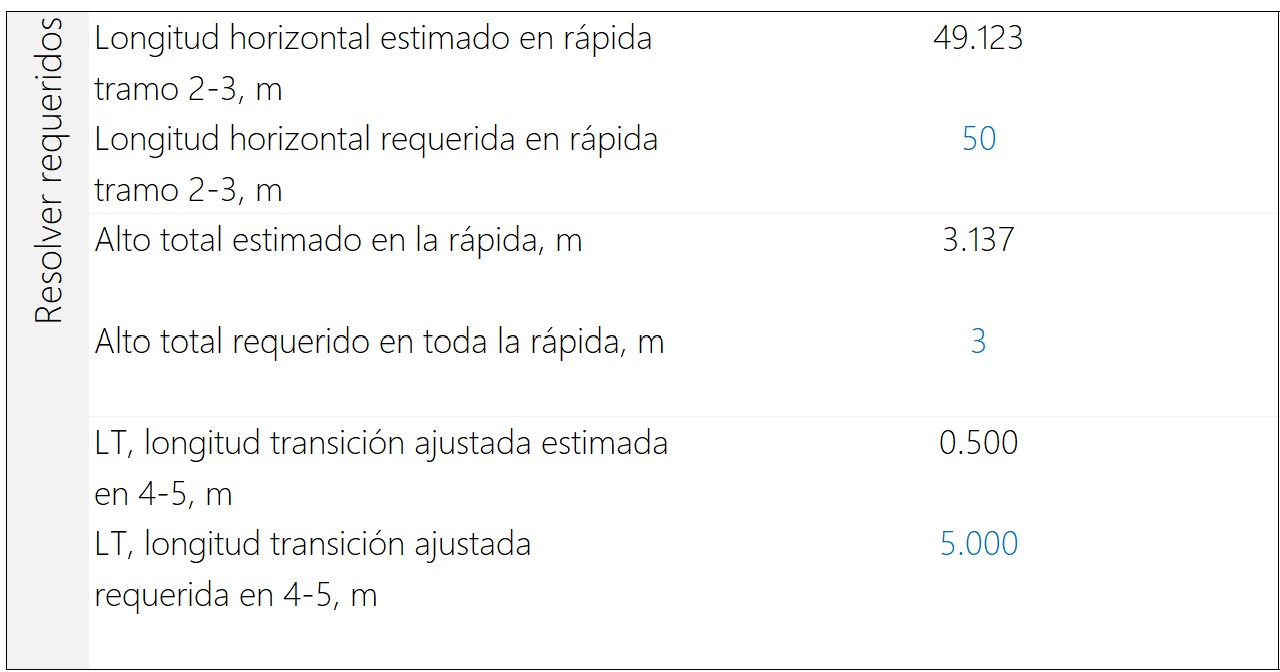 Resolver requeridos
Longitud horizontal estimado en rápida 49.123
tramo 2-3, m
Longitud horizontal requerida en rápida 50
tramo 2-3, m
Alto total estimado en la rápida, m 3.137
Alto total requerido en toda la rápida, m 3
LT, longitud transición ajustada estimada 0.500
en 4-5, m
LT, longitud transición ajustada 5.000
requerida en 4-5, m